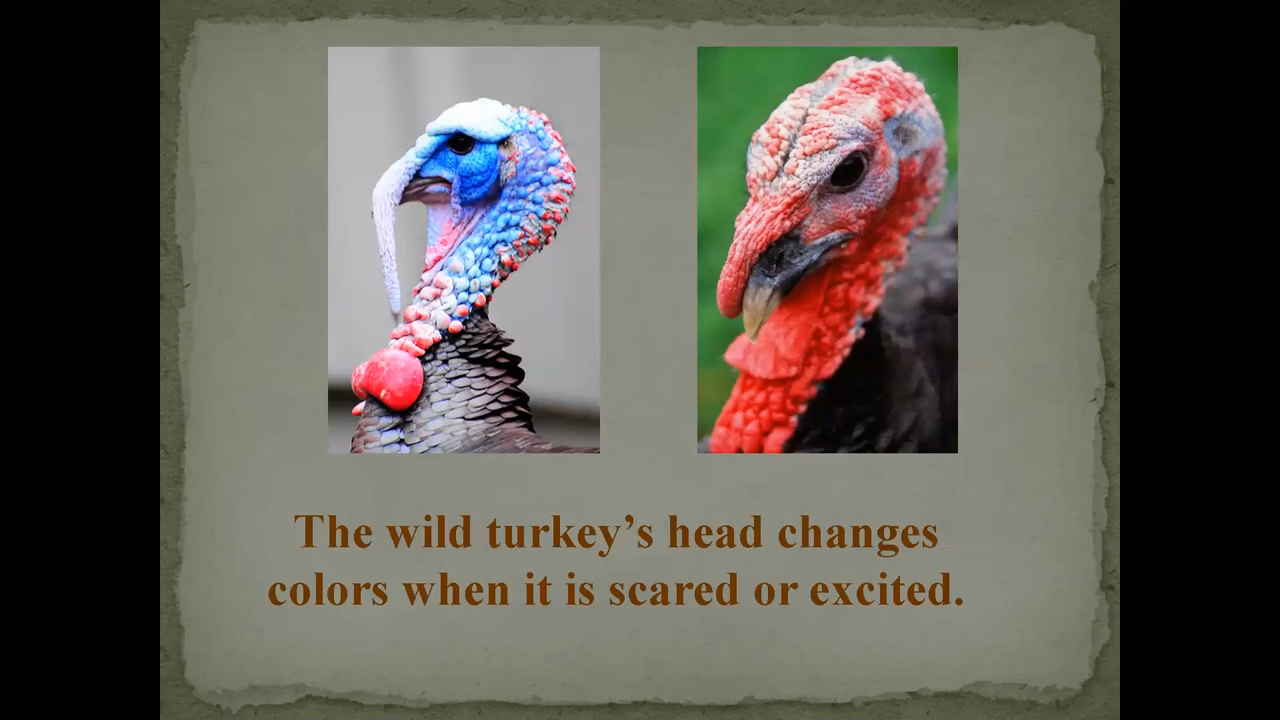 The wild turkey’s head changes
colors when it is scared or excited.